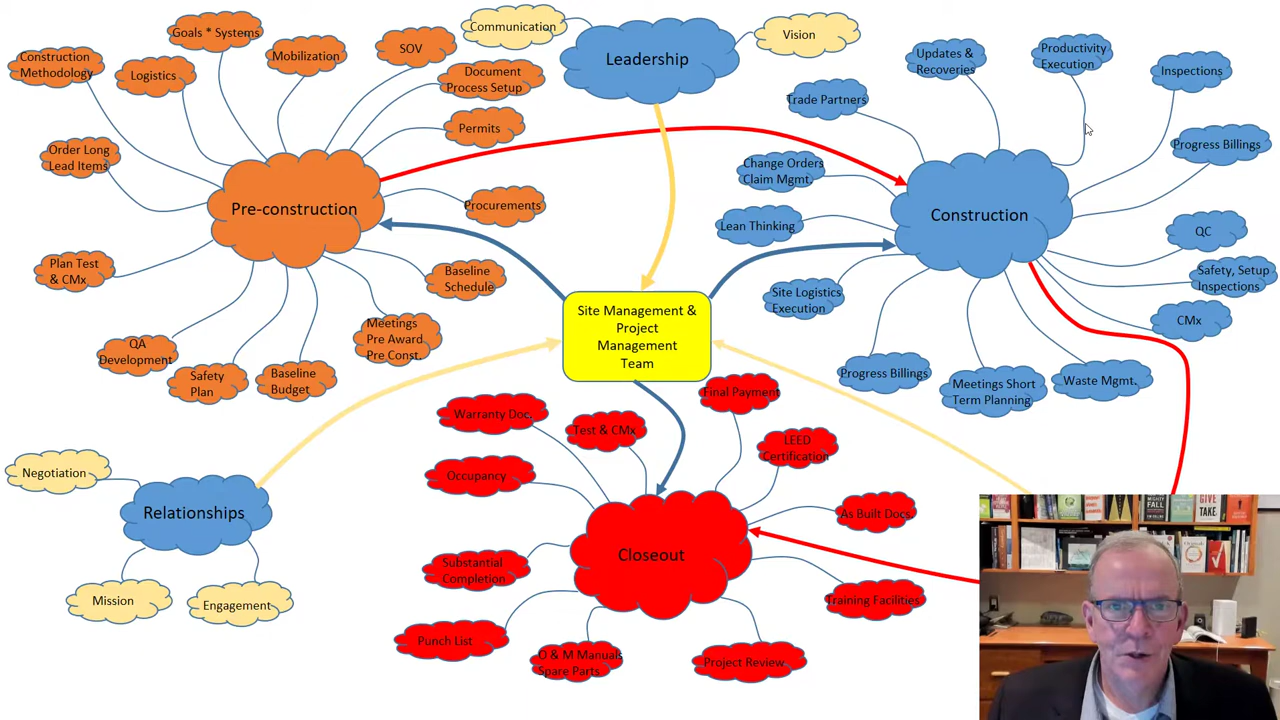 Communication
Leadership
Vision
Goals * Systems
Construction
Methodology
Logistics
Mobilization
SOV
Document
Process Setup
Permits
Order Long
Lead Items
Pre-construction
Procurements
Plan Test
& CMx
Baseline
Schedule
QA
Development
Safety
Plan
Baseline
Budget
Meetings
Pre Award
Pre Const.
Updates &
Recoveries
Productivity
Execution
Inspections
Trade Partners
Progress Billings
Change Orders
Claim Mgmt.
Construction
Lean Thinking
QC
Safety, Setup
Inspections
Site Logistics
Execution
CMx
Progress Billings
Meetings Short
Term Planning
Waste Mgmt.
Site Management &
Project
Management
Team
Final Payment
Warranty Doc.
Test & CMx
LEED
Certification
Occupancy
As Built Docs.
Closeout
Substantial
Completion
Training Facilities
Punch List
O & M Manuals
Spare Parts
Project Review
Negotiation
Relationships
Mission
Engagement
MIGHTY
FALL
GIVE
TAKE